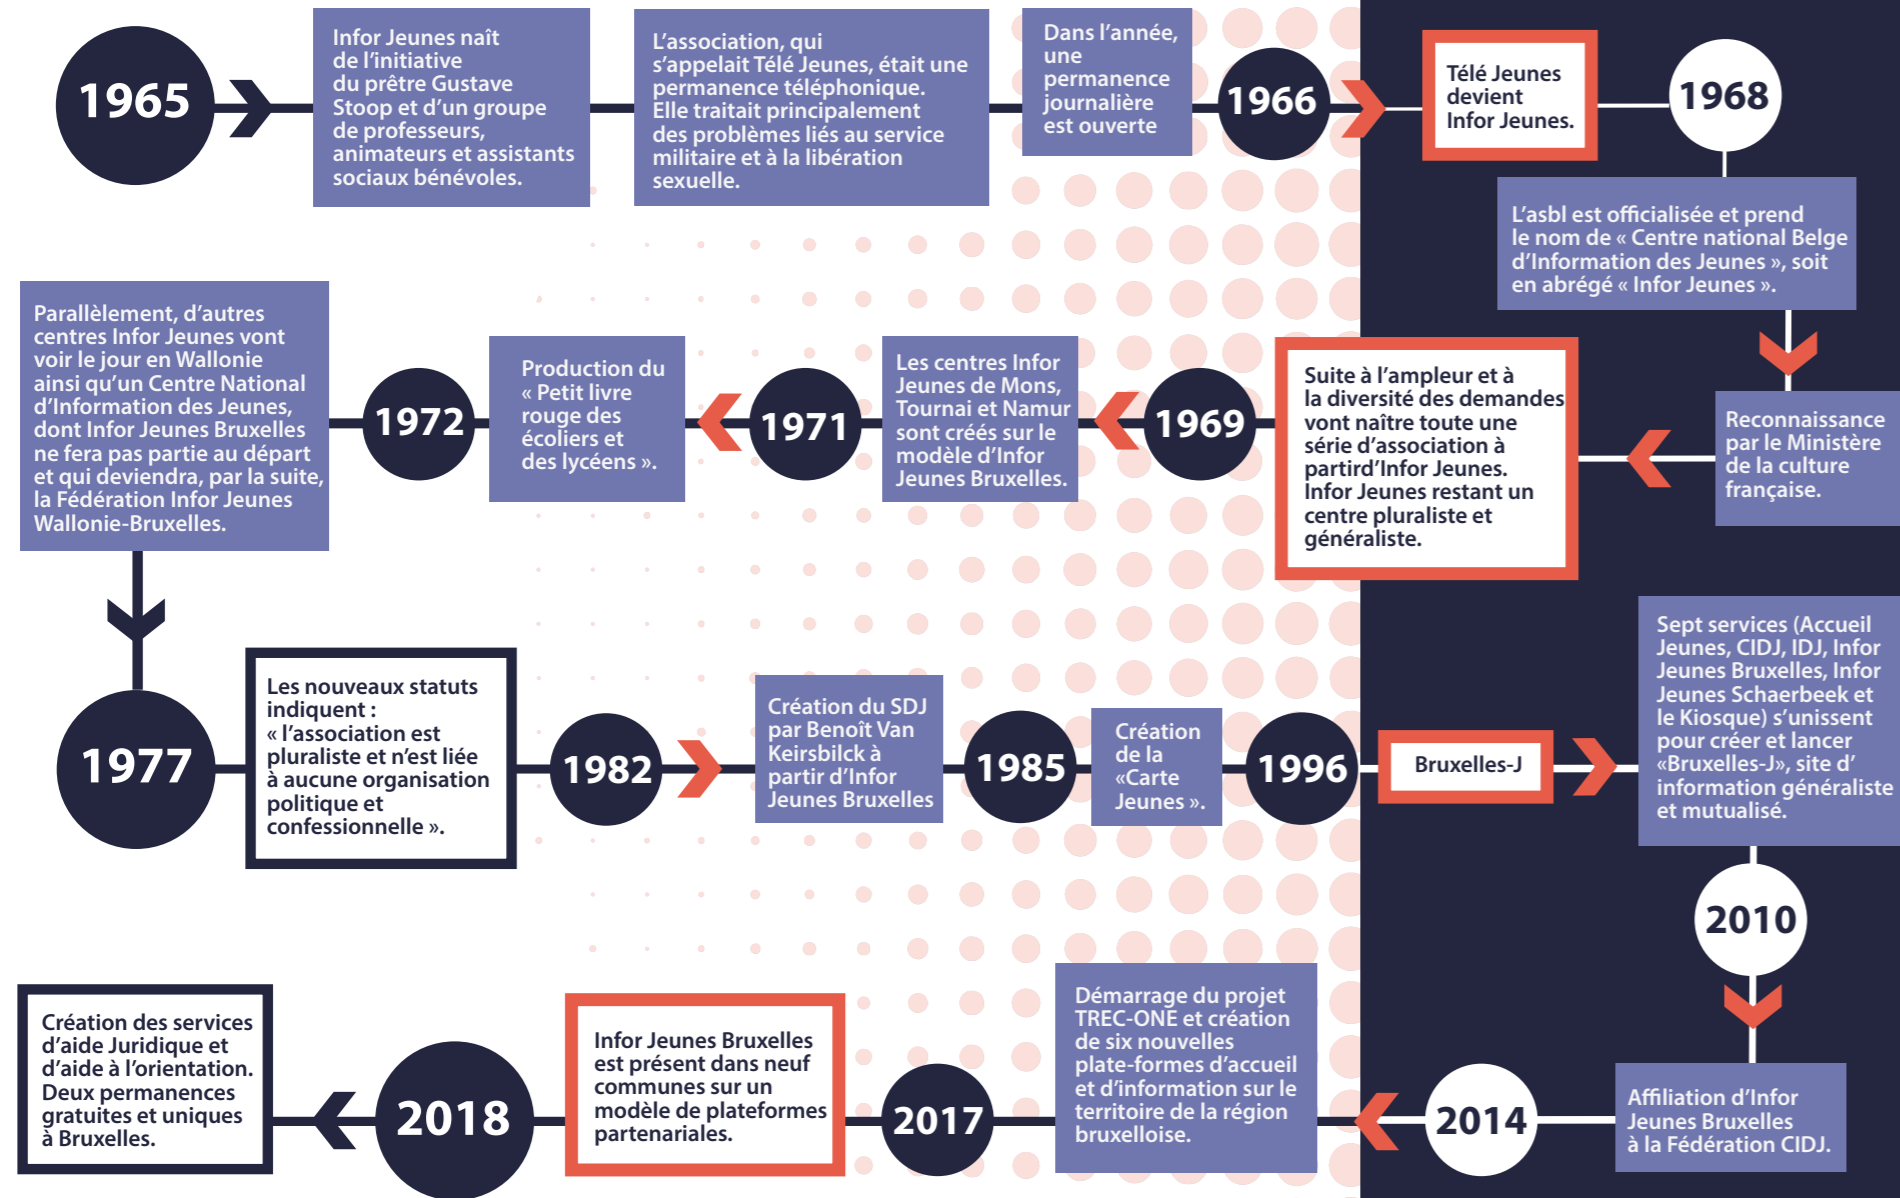 1965
Infor Jeunes naît
de l’initiative
du prêtre Gustave
Stoop et d’un groupe
de professeurs,
animateurs et assistants
sociaux bénévoles.
L’association, qui
s’appelait Télé Jeunes, était une
permanence téléphonique.
Elle traitait principalement
des problèmes liés au service
militaire et à la libération
sexuelle.
Dans l’année,
une
permanence
journalière
est ouverte
1966
Télé Jeunes
devient
Infor Jeunes.
1968
L’asbl est officialisée et prend
le nom de « Centre national Belge
d’Information des Jeunes », soit
en abrégé « Infor Jeunes ».
Reconnaissance
par le Ministère
de la culture
française.
Suite à l’ampleur et à
la diversité des demandes
vont naître toute une
série d’association à
partird’Infor Jeunes.
Infor Jeunes restant un
centre pluraliste et
généraliste.
1969
Les centres Infor
Jeunes de Mons,
Tournai et Namur
sont créés sur le
modèle d’Infor
Jeunes Bruxelles.
1971
Production du
« Petit livre
rouge des
écoliers et
des lycéens ».
1972
Parallèlement, d’autres
centres Infor Jeunes vont
voir le jour en Wallonie
ainsi qu’un Centre National
d’Information des Jeunes,
dont Infor Jeunes Bruxelles
ne fera pas partie au départ
et qui deviendra, par la suite,
la Fédération Infor Jeunes
Wallonie-Bruxelles.
1977
Les nouveaux statuts
indiquent :
« l’association est
pluraliste et n’est liée
à aucune organisation
politique et
confessionnelle ».
1982
Création du SDJ
par Benoît Van
Keirsbilck à
partir d’Infor
Jeunes Bruxelles
1985
Création
de la
«Carte
Jeunes ».
1996
Bruxelles-J
Sept services (Accueil
Jeunes, CIDJ, IDJ, Infor
Jeunes Bruxelles, Infor
Jeunes Schaerbeek et
le Kiosque) s’unissent
pour créer et lancer
«Bruxelles-J», site d’
information généraliste
et mutualisé.
2010
Affiliation d’Infor
Jeunes Bruxelles
à la Fédération CIDJ.
2014
Démarrage du projet
TREC-ONE et création
de six nouvelles
plate-formes d’accueil
et d’information sur le
territoire de la région
bruxelloise.
2017
Infor Jeunes Bruxelles
est présent dans neuf
communes sur un
modèle de plateformes
partenariales.
2018
Création des services
d’aide Juridique et
d’aide à l’orientation.
Deux permanences
gratuites et uniques
à Bruxelles.